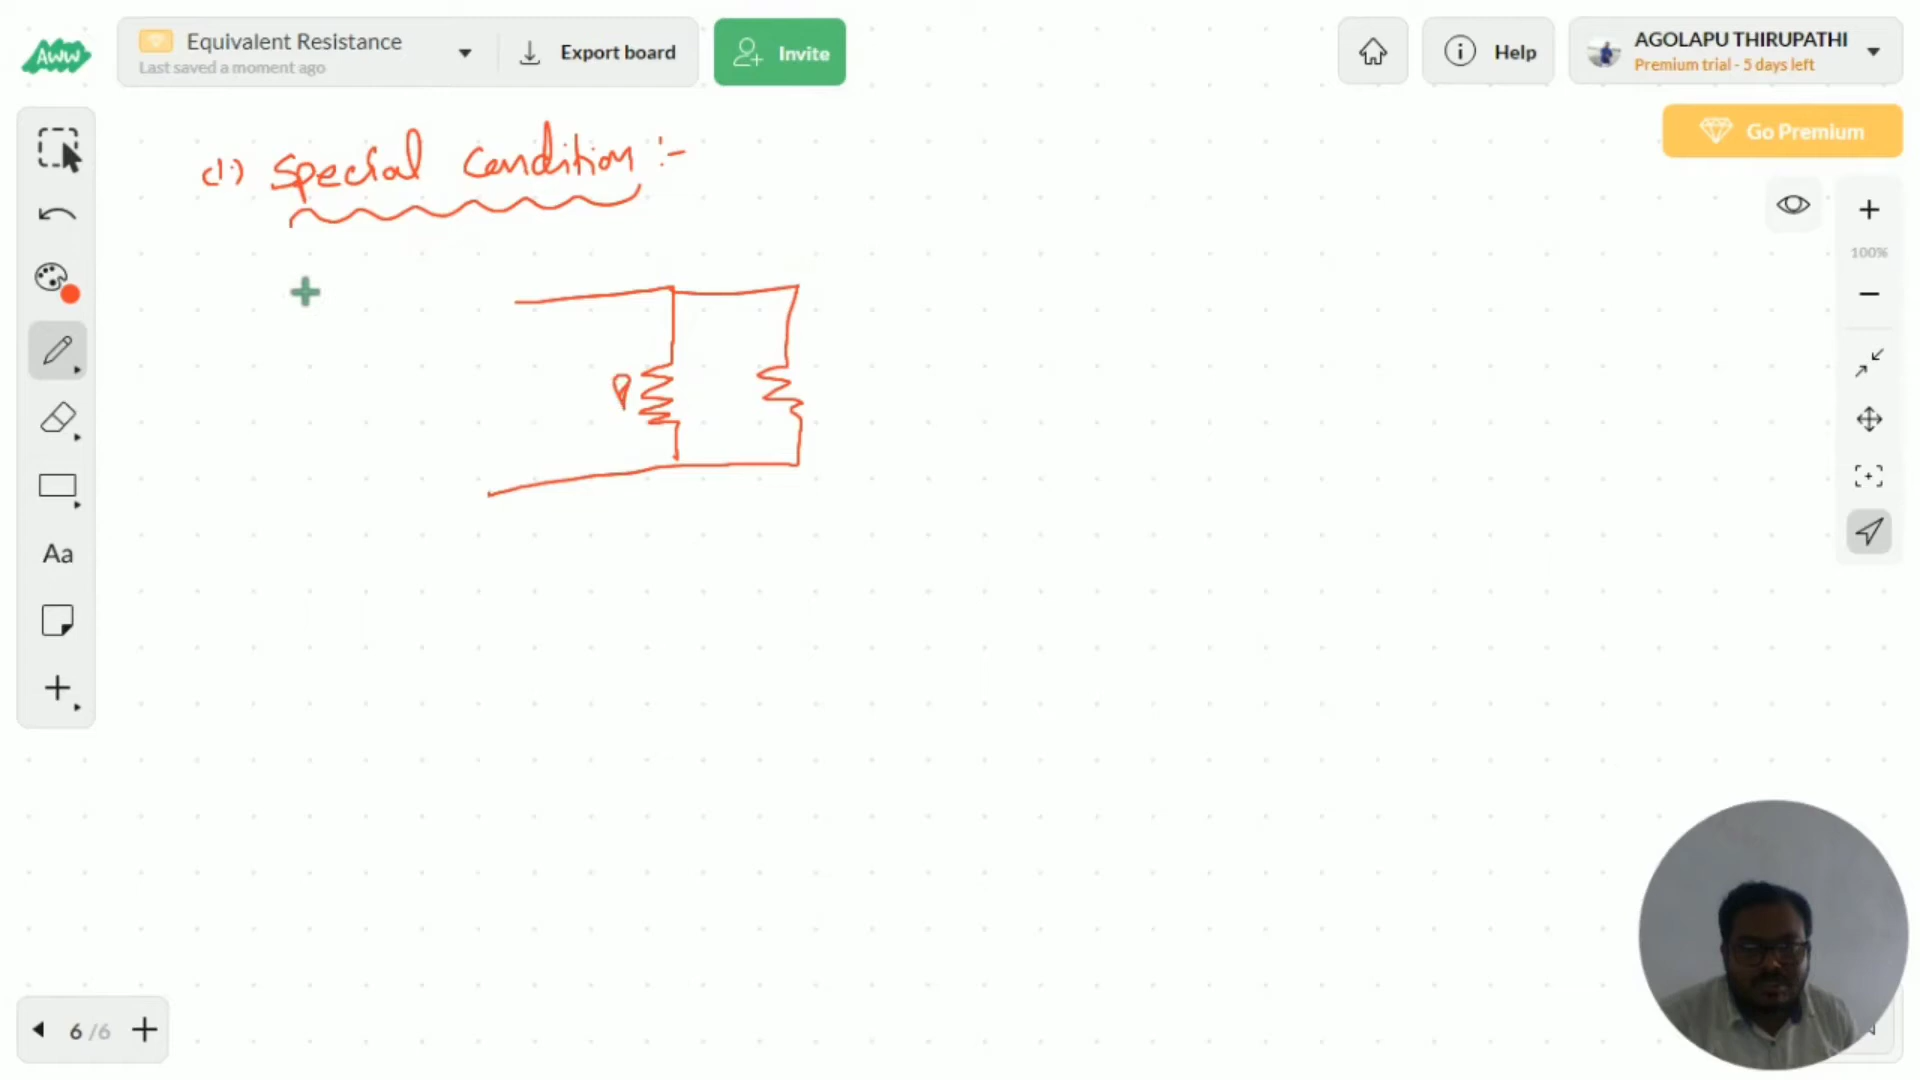 AWW
Equivalent Resistance
Last saved a moment ago
Export board
Invite
Help
AGOLAPU THIRUPATHI
Premium trial - 5 days left
Go Premium
special condition :-
100%
Aa
6 /6